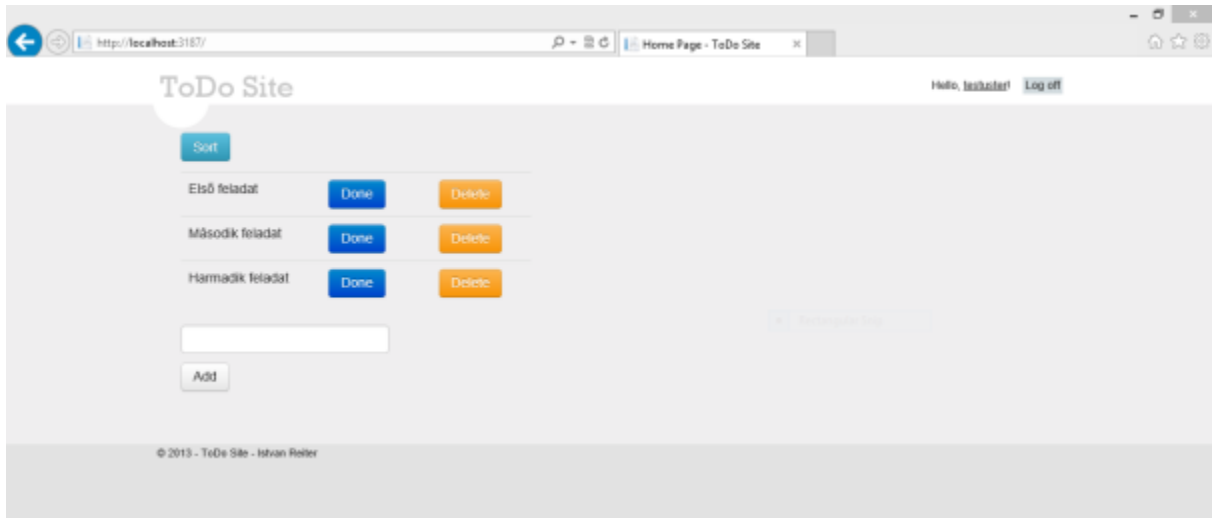 http://localhost:3187/
Home Page - ToDo Site
ToDo Site
Hello, testuster! Log off
Sort
Első feladat Done Delete
Második feladat Done Delete
Harmadik feladat Done Delete
Add
© 2013 - ToDo Site - Istvan Reiter